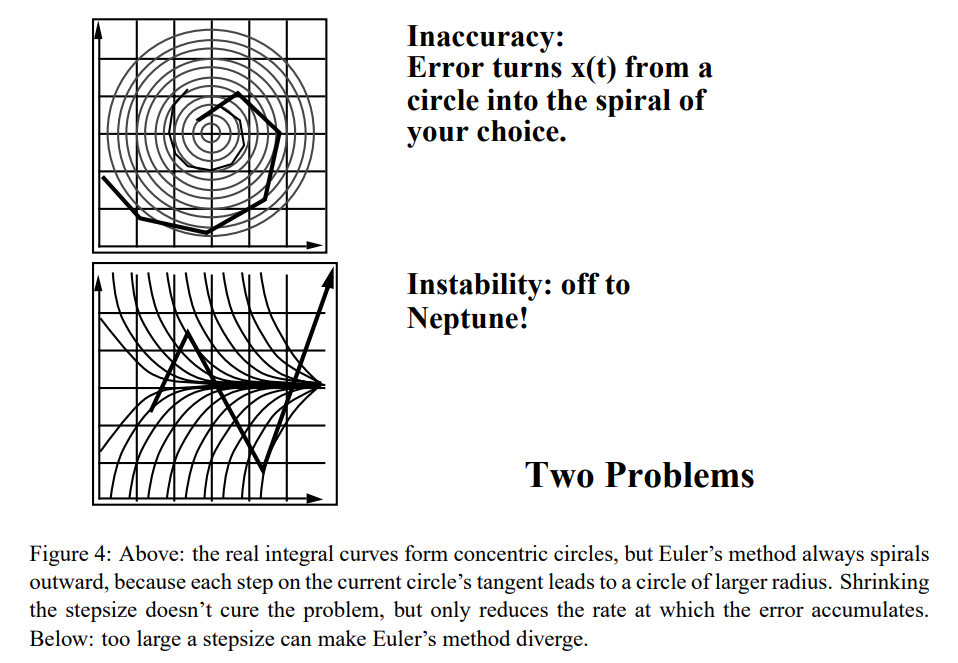 Inaccuracy:
Error turns x(t) from a
circle into the spiral of
your choice.
Instability: off to
Neptune!
Two Problems
Figure 4: Above: the real integral curves form concentric circles, but Euler’s method always spirals
outward, because each step on the current circle’s tangent leads to a circle of larger radius. Shrinking
the stepsize doesn’t cure the problem, but only reduces the rate at which the error accumulates.
Below: too large a stepsize can make Euler’s method diverge.